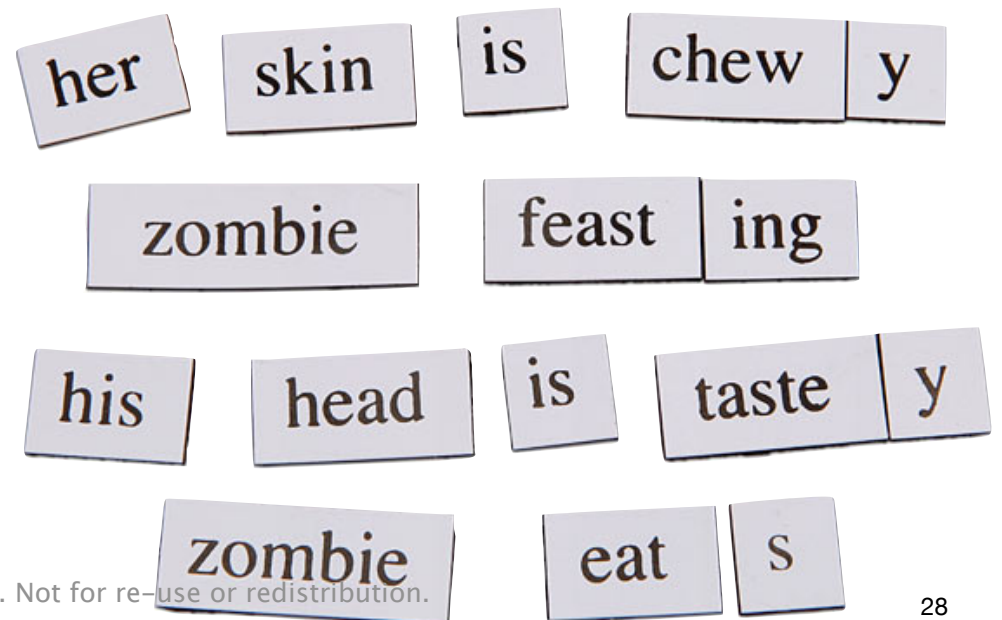 her skin is chew y
zombie feast ing
his head is taste y
zombie eat s
. Not for re-use or redistribution.
28